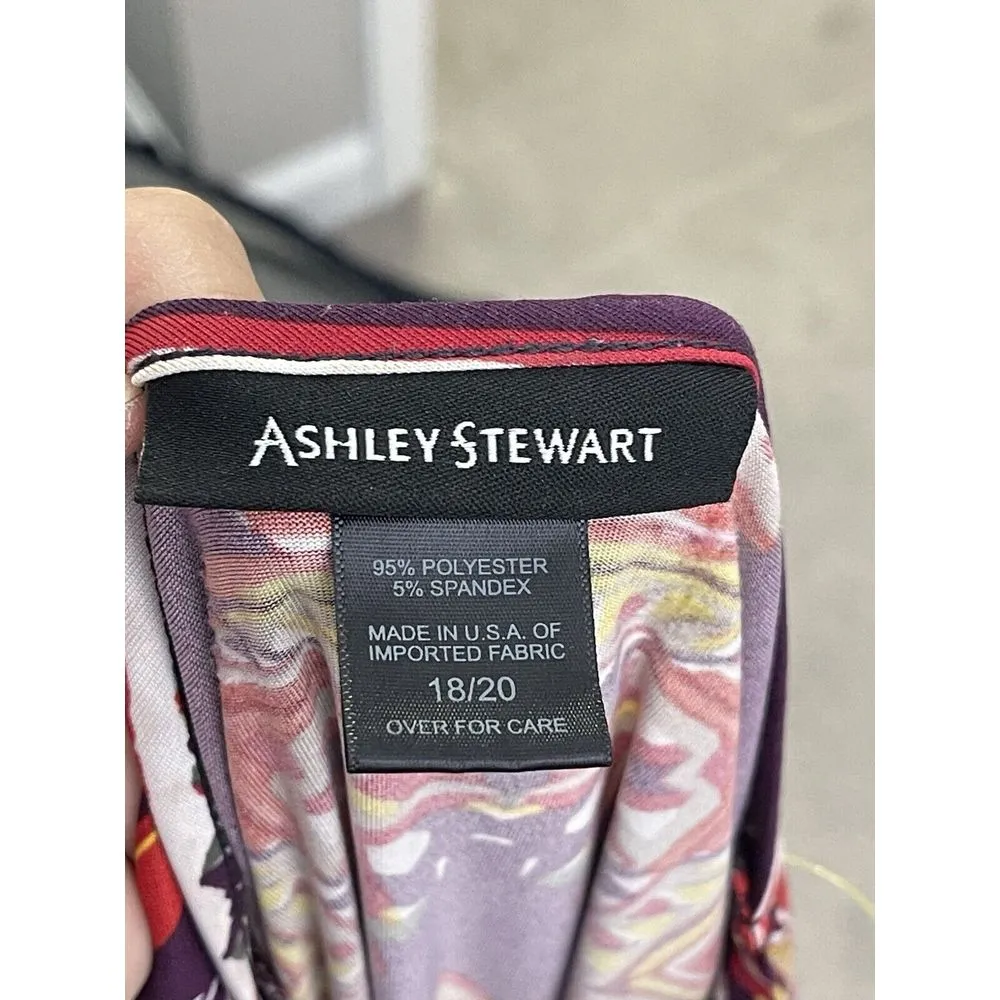 ASHLEY STEWART
95% POLYESTER
5% SPANDEX
MADE IN U.S.A. OF
IMPORTED FABRIC
18/20
OVER FOR CARE